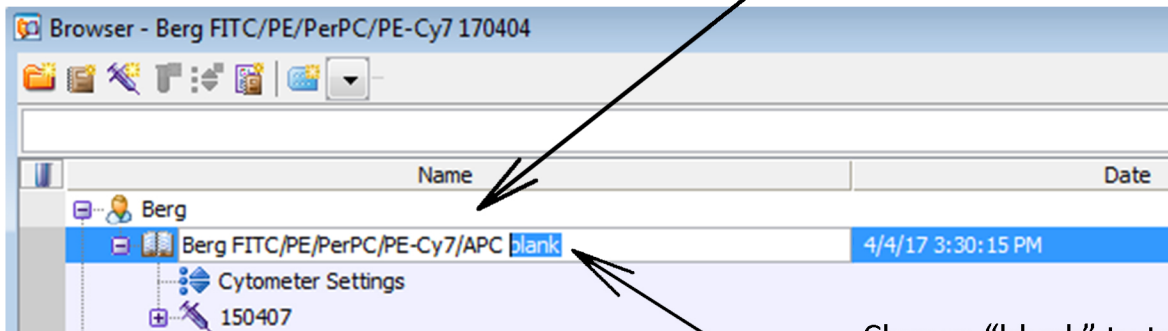 Browser - Berg FITC/PE/PerPC/PE-Cy7 170404
Name Date
Berg
Berg FITC/PE/PerPC/PE-Cy7/APC blank 4/4/17 3:30:15 PM
Cytometer Settings
150407